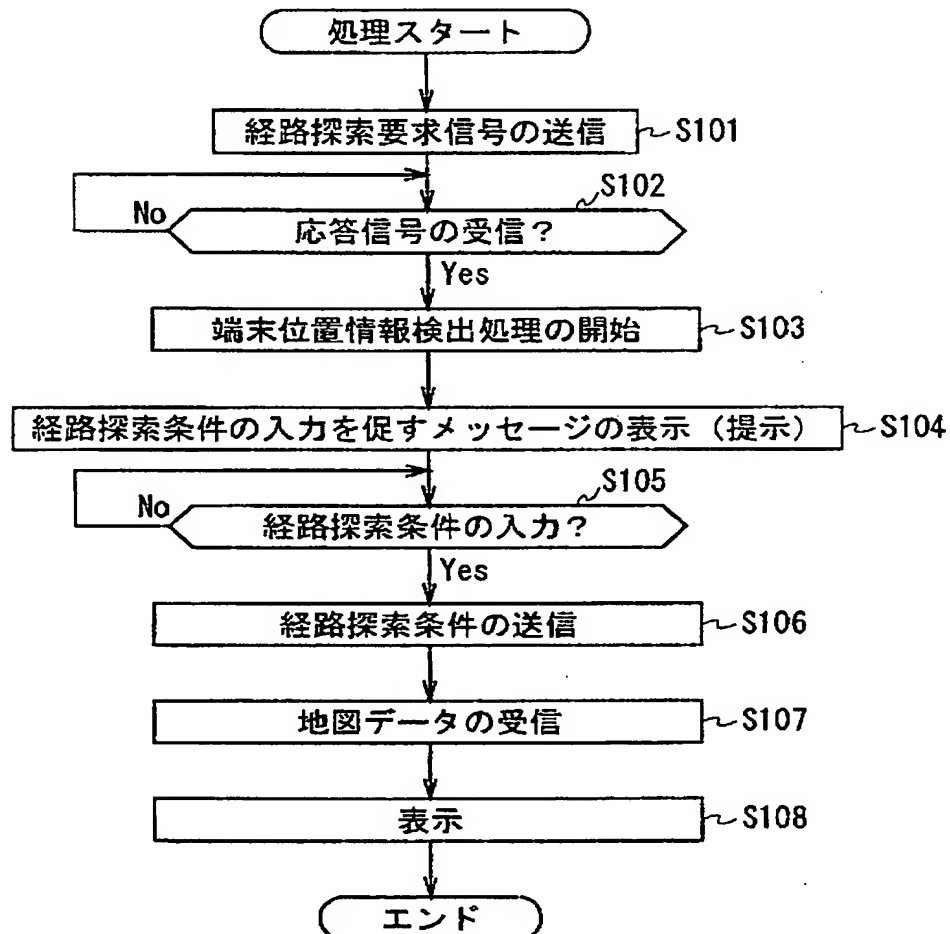 処理スタート
経路探索要求信号の送信 S101
S102
No
応答信号の受信？
Yes
端末位置情報検出処理の開始 S103
経路探索条件の入力を促すメッセージの表示（提示） S104
S105
No
経路探索条件の入力？
Yes
経路探索条件の送信 S106
地図データの受信 S107
表示 S108
エンド